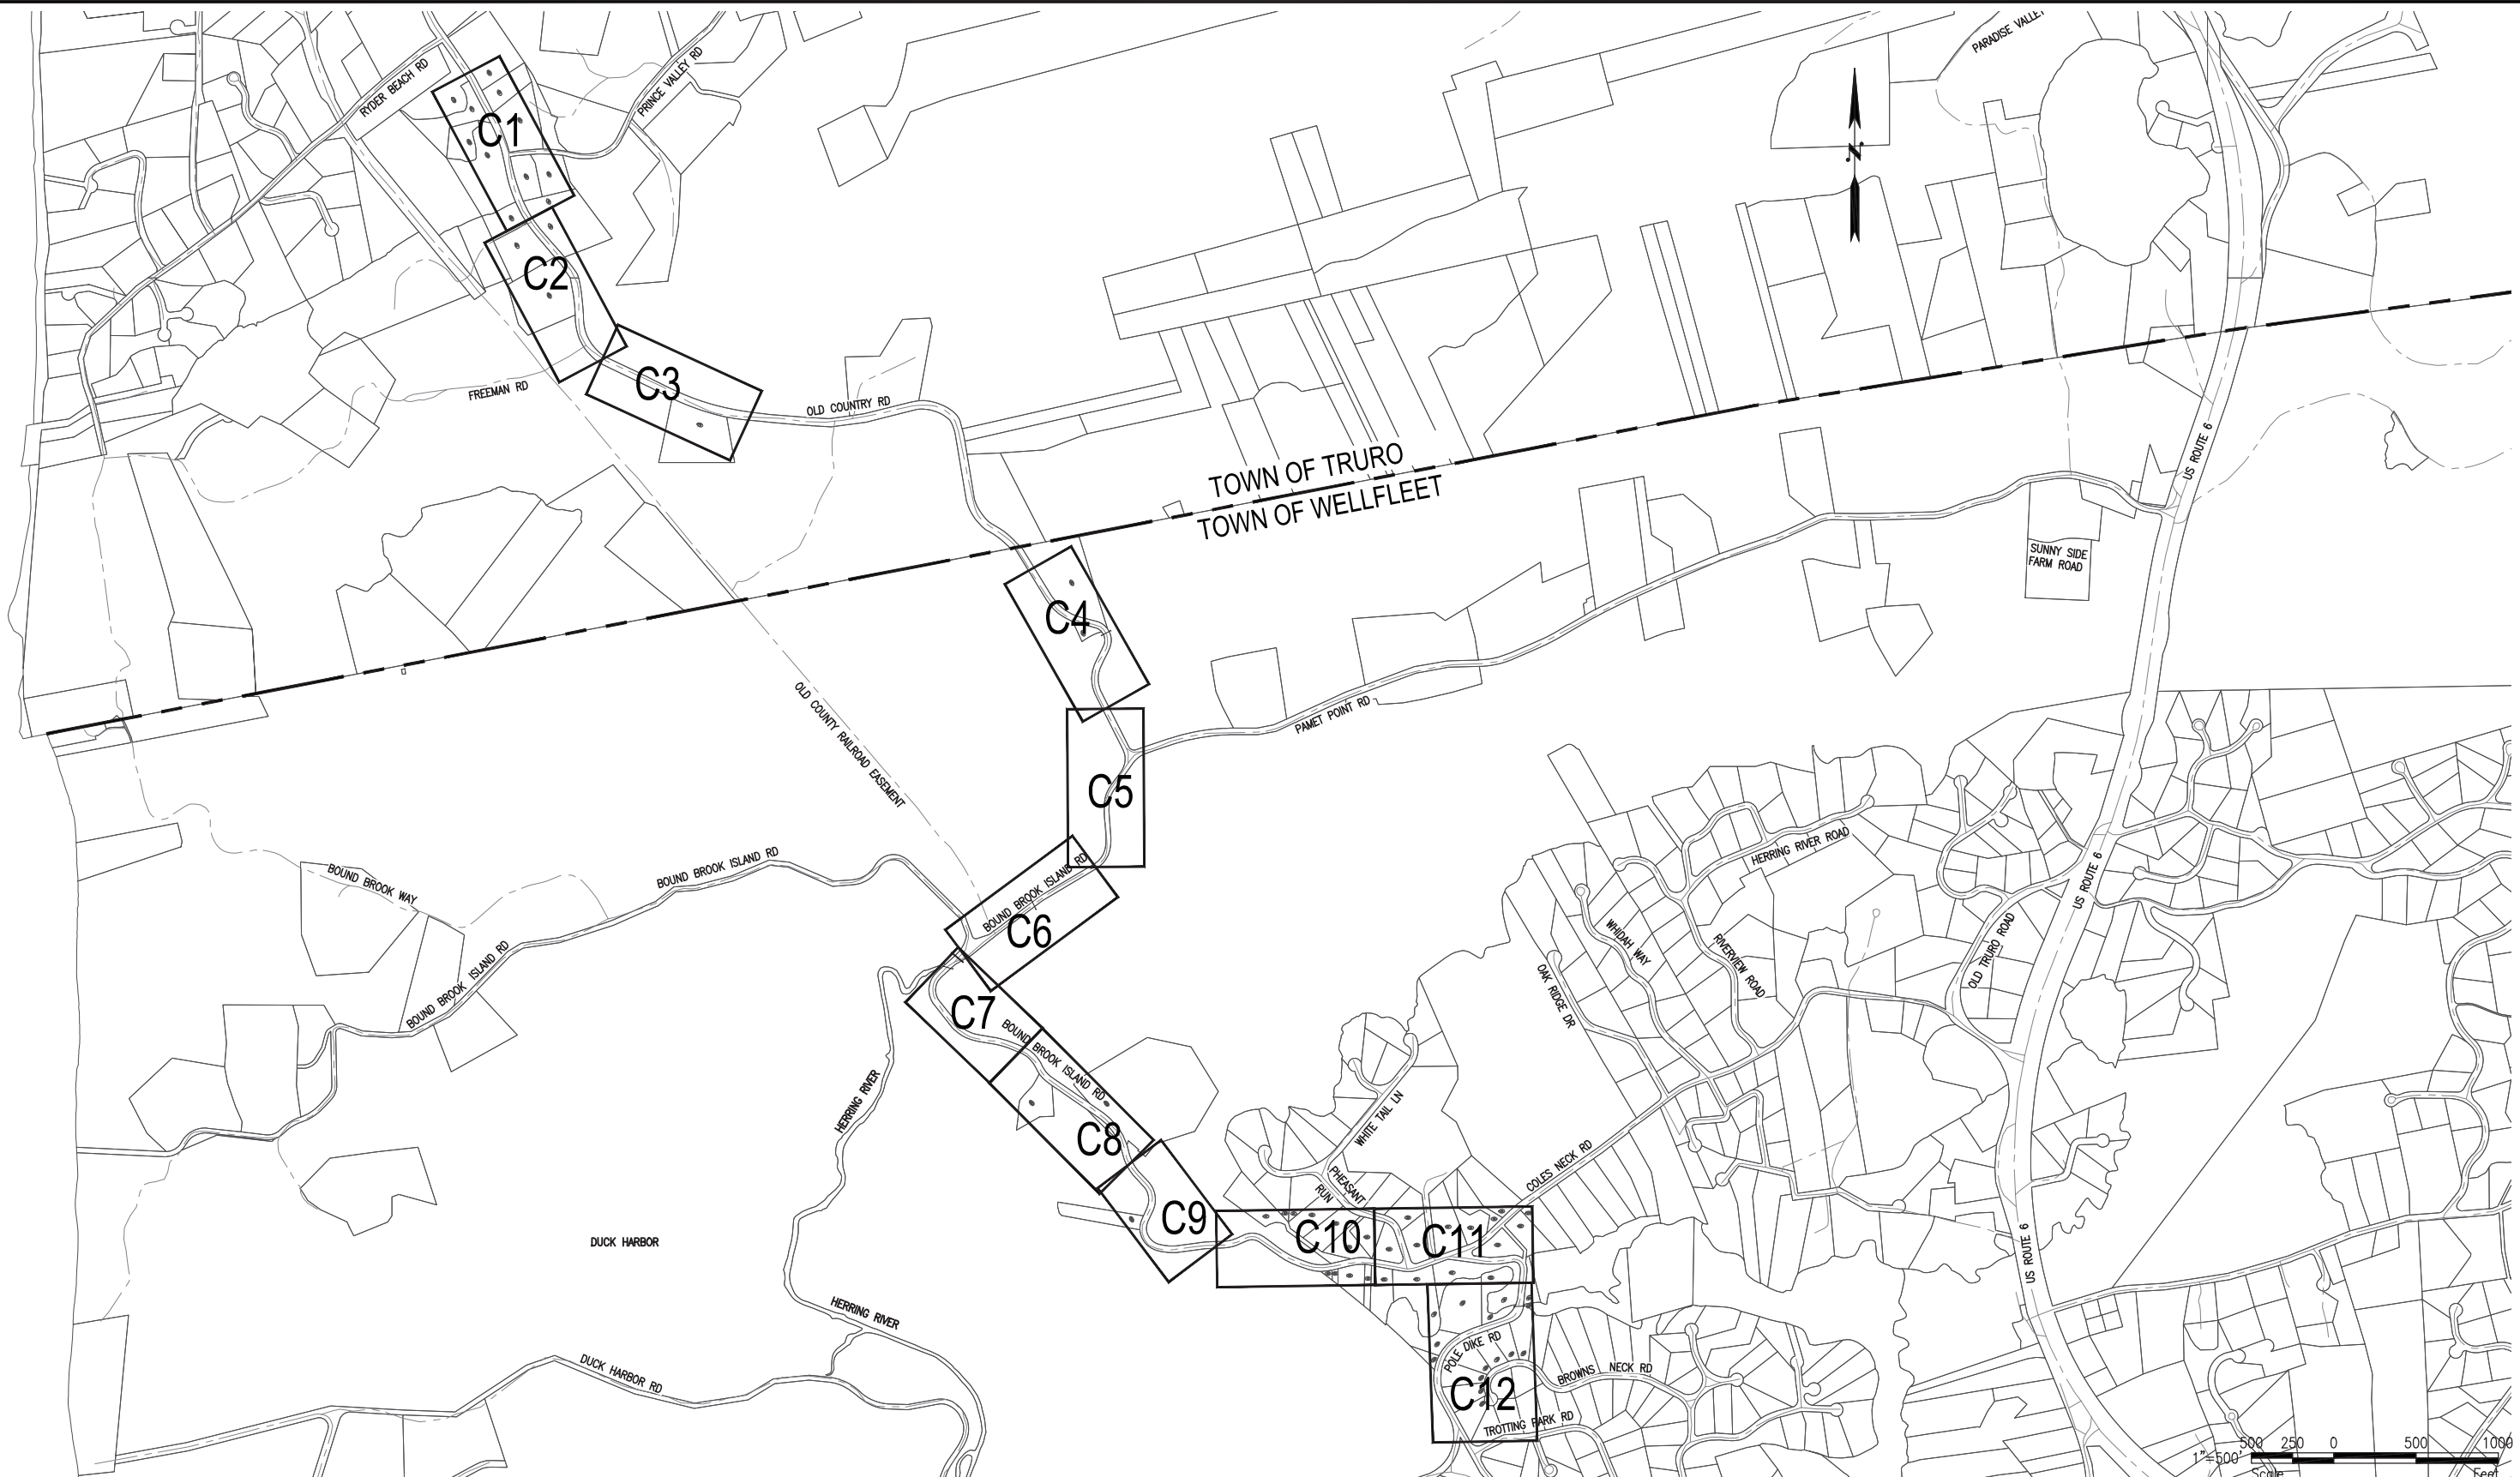 PARADISE VALLEY
RYDER BEACH RD
PRINCE VALLEY RD
C1
N
C2
C3
FREEMAN RD
OLD COUNTRY RD
TOWN OF TRURO
TOWN OF WELLFLEET
US ROUTE 6
SUNNY SIDE
FARM ROAD
C4
OLD COUNTY RAILROAD EASEMENT
PAMET POINT RD
C5
HERRING RIVER ROAD
BOUND BROOK ISLAND RD
BOUND BROOK WAY
BOUND BROOK ISLAND RD
C6
US ROUTE 6
BOUND BROOK ISLAND RD
WHIDAH WAY
RIVERVIEW ROAD
OAK RIDGE DR
OLD TRURO ROAD
C7
BOUND BROOK ISLAND RD
HERRING RIVER
C8
WHITE TAIL LN
PHEASANT
RUN
COLES NECK RD
C9
C10
C11
DUCK HARBOR
US ROUTE 6
HERRING RIVER
POLE DIKE RD
DUCK HARBOR RD
BROWNS NECK RD
C12
TROTTING PARK RD
500 250 0 500 1000
1"=500'
Scale Feet